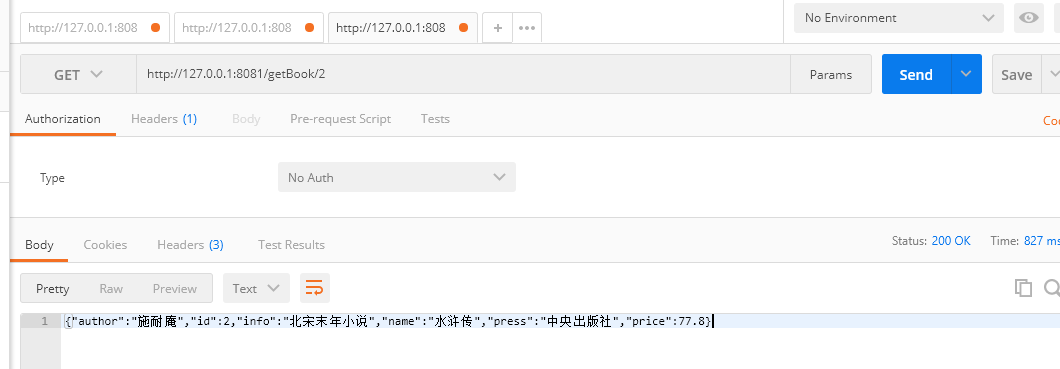 http://127.0.0.1:808 http://127.0.0.1:808 http://127.0.0.1:808 + ••• No Environment
GET http://127.0.0.1:8081/getBook/2 Params Send Save
Authorization Headers (1) Body Pre-request Script Tests Coo
Type No Auth
Body Cookies Headers (3) Test Results Status: 200 OK Time: 827 ms
Pretty Raw Preview Text
1 {"author":"施耐庵","id":2,"info":"北宋末年小说","name":"水浒传","press":"中央出版社","price":77.8}